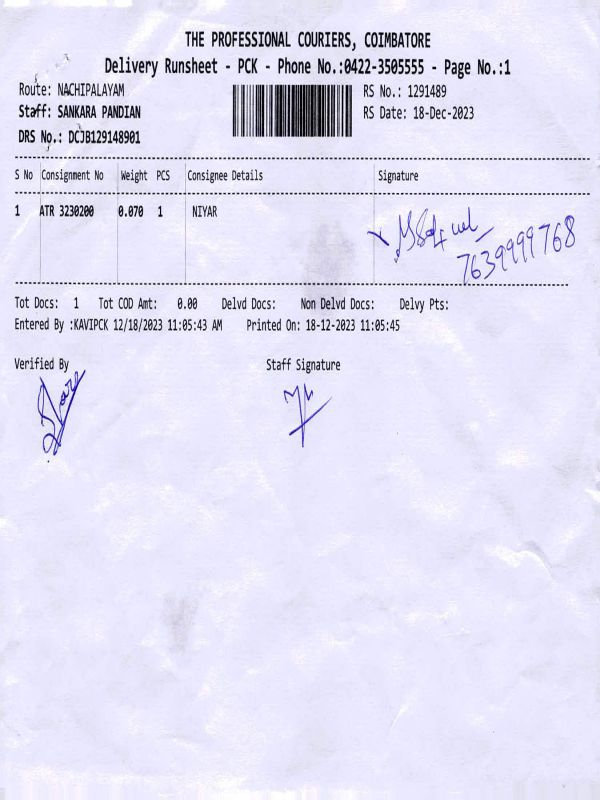 THE PROFESSIONAL COURIERS, COIMBATORE
Delivery Runsheet - PCK - Phone No.:0422-3505555 - Page No.:1
Route: NACHIPALAYAM
RS No.: 1291489
Staff: SANKARA PANDIAN
RS Date: 18-Dec-2023
DRS No.: DCJB129148901
S No Consignment No Weight PCS Consignee Details Signature
1 ATR 3230200 0.070 1 NIYAR
7639999768
Tot Docs: 1 Tot COD Amt: 0.00 Delvd Docs: Non Delvd Docs: Delvy Pts:
Entered By :KAVIPCK 12/18/2023 11:05:43 AM Printed On: 18-12-2023 11:05:45
Verified By Staff Signature